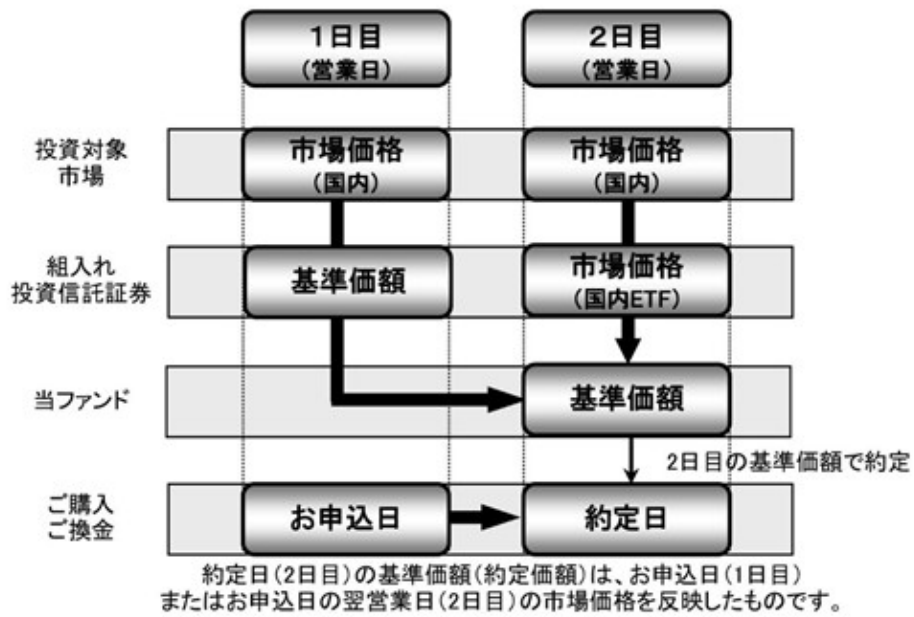 1日目
(営業日)
2日目
(営業日)
投資対象
市場
市場価格
(国内)
市場価格
(国内)
組入れ
投資信託証券
基準価額
市場価格
(国内ETF)
当ファンド
基準価額
2日目の基準価額で約定
ご購入
ご換金
お申込日
約定日
約定日(2日目)の基準価額(約定価額)は、お申込日(1日目)
またはお申込日の翌営業日(2日目)の市場価格を反映したものです。